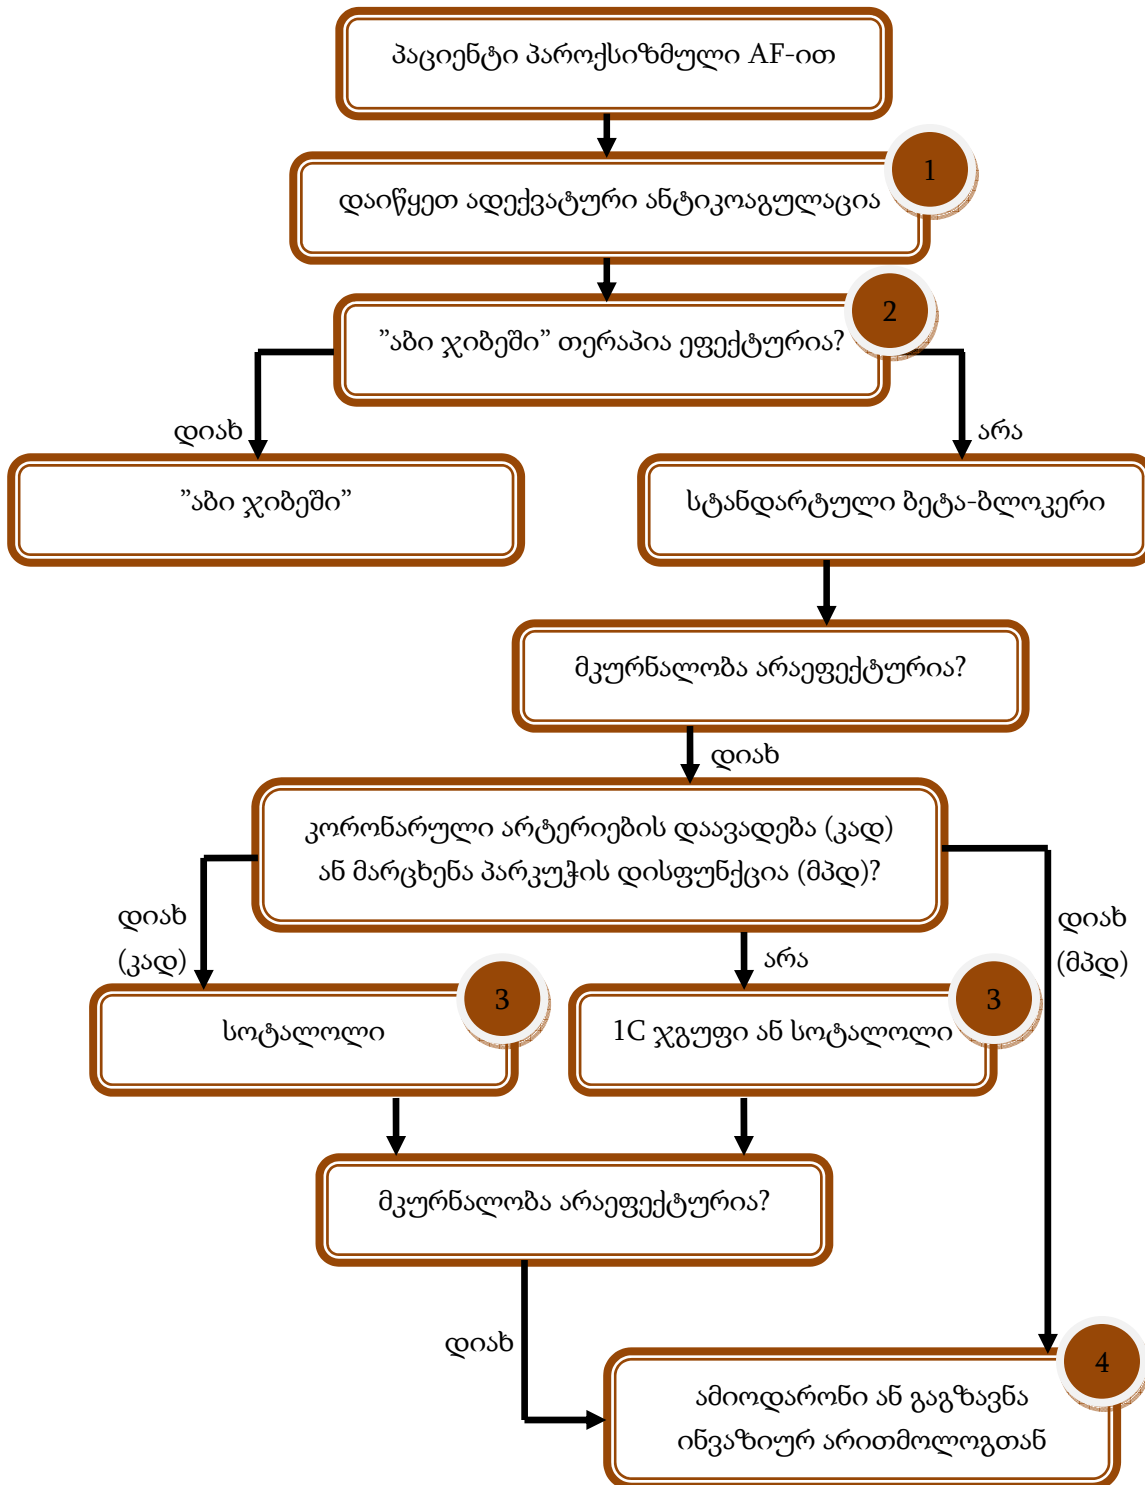 პაციენტი პაროქსიზმული AF-ით
1
დაიწყეთ ადექვატური ანტიკოაგულაცია
2
”აბი ჯიბეში” თერაპია ეფექტურია?
დიახ
არა
”აბი ჯიბეში”
სტანდარტული ბეტა-ბლოკერი
მკურნალობა არაეფექტურია?
დიახ
კორონარული არტერიების დაავადება (კად)
ან მარცხენა პარკუჭის დისფუნქცია (მპდ)?
დიახ
(კად)
არა
დიახ
(მპდ)
3
სოტალოლი
3
1C ჯგუფი ან სოტალოლი
მკურნალობა არაეფექტურია?
დიახ
4
ამიოდარონი ან გაგზავნა
ინვაზიურ არითმოლოგთან